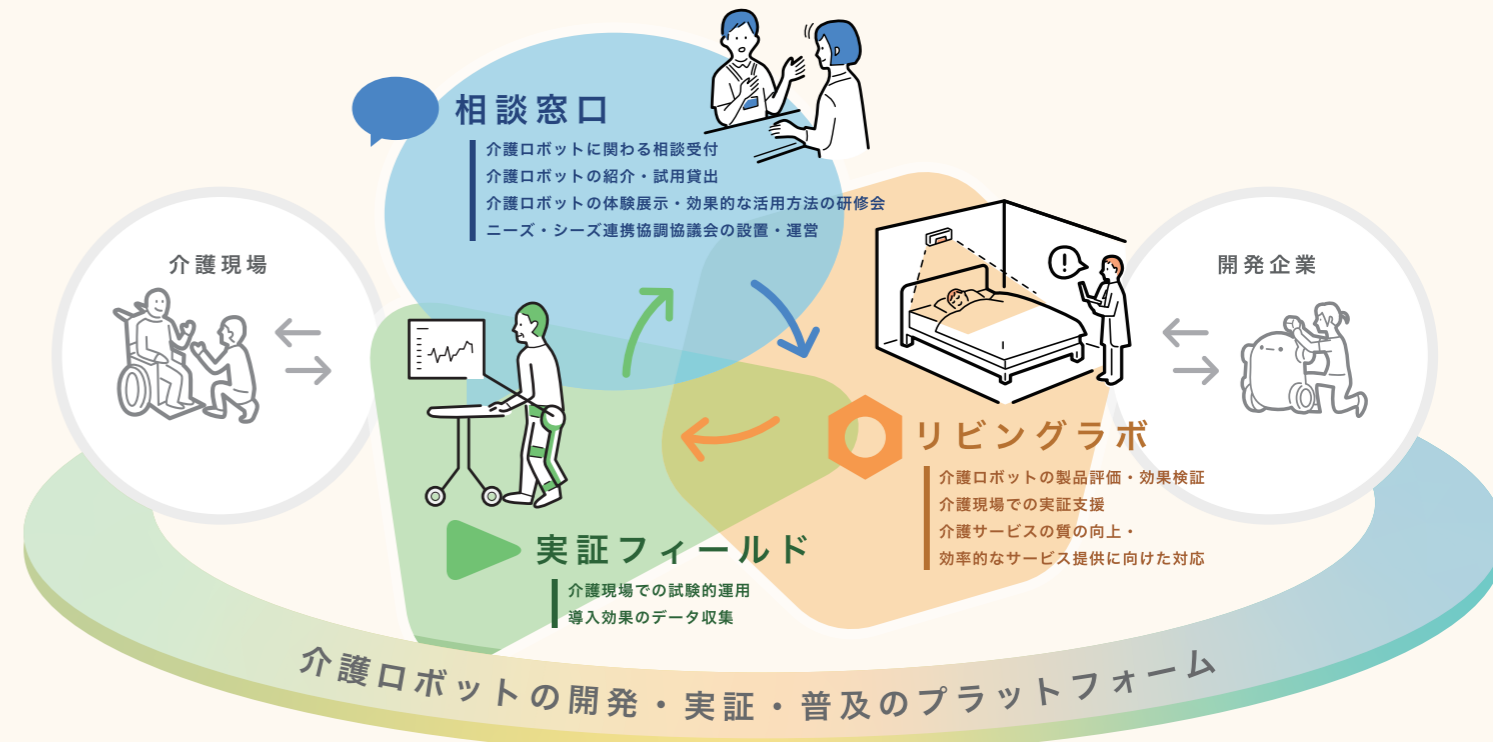 相談窓口
介護ロボットに関わる相談受付
介護ロボットの紹介・試用貸出
介護ロボットの体験展示・効果的な活用方法の研修会
ニーズ・シーズ連携協調協議会の設置・運営
介護現場
開発企業
!
リビングラボ
介護ロボットの製品評価・効果検証
介護現場での実証支援
介護サービスの質の向上・
効率的なサービス提供に向けた対応
実証フィールド
介護現場での試験的運用
導入効果のデータ収集
介護ロボットの開発・実証・普及のプラットフォーム